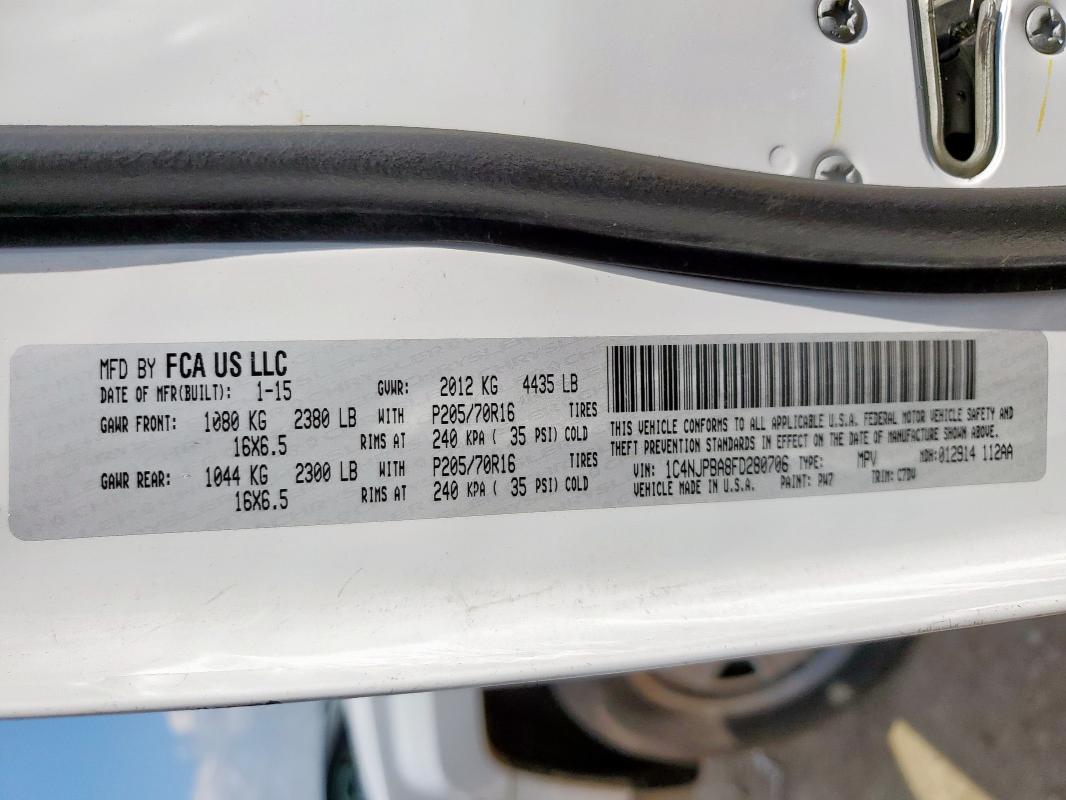 MFD BY FCA US LLC
DATE OF MFR(BUILT): 1-15 GVWR: 2012 KG 4435 LB
GAWR FRONT: 1080 KG 2380 LB WITH P205/70R16 TIRES
16X6.5 RIMS AT 240 KPA ( 35 PSI) COLD
GAWR REAR: 1044 KG 2300 LB WITH P205/70R16 TIRES
16X6.5 RIMS AT 240 KPA ( 35 PSI) COLD
THIS VEHICLE CONFORMS TO ALL APPLICABLE U.S.A. FEDERAL MOTOR VEHICLE SAFETY AND
THEFT PREVENTION STANDARDS IN EFFECT ON THE DATE OF MANUFACTURE SHOWN ABOVE.
VIN: 1C4NJPBA8FD280706 TYPE: MPV MDH:012914 112AA
VEHICLE MADE IN U.S.A. PAINT: PW7 TRIM: C7DV